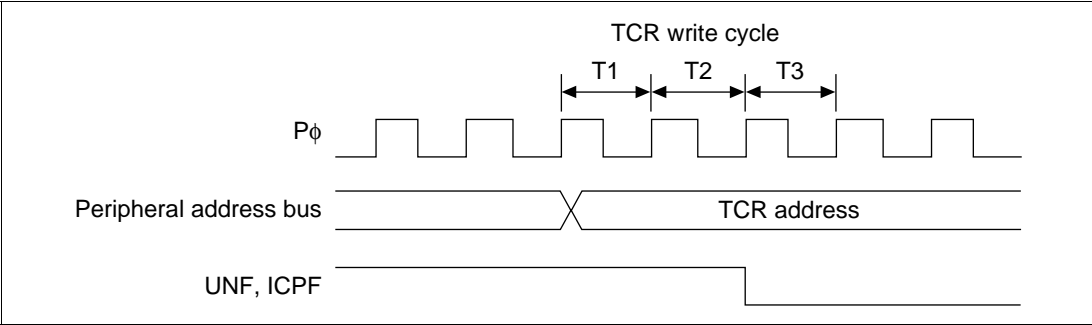 TCR write cycle
T1 T2 T3
Pϕ
Peripheral address bus TCR address
UNF, ICPF